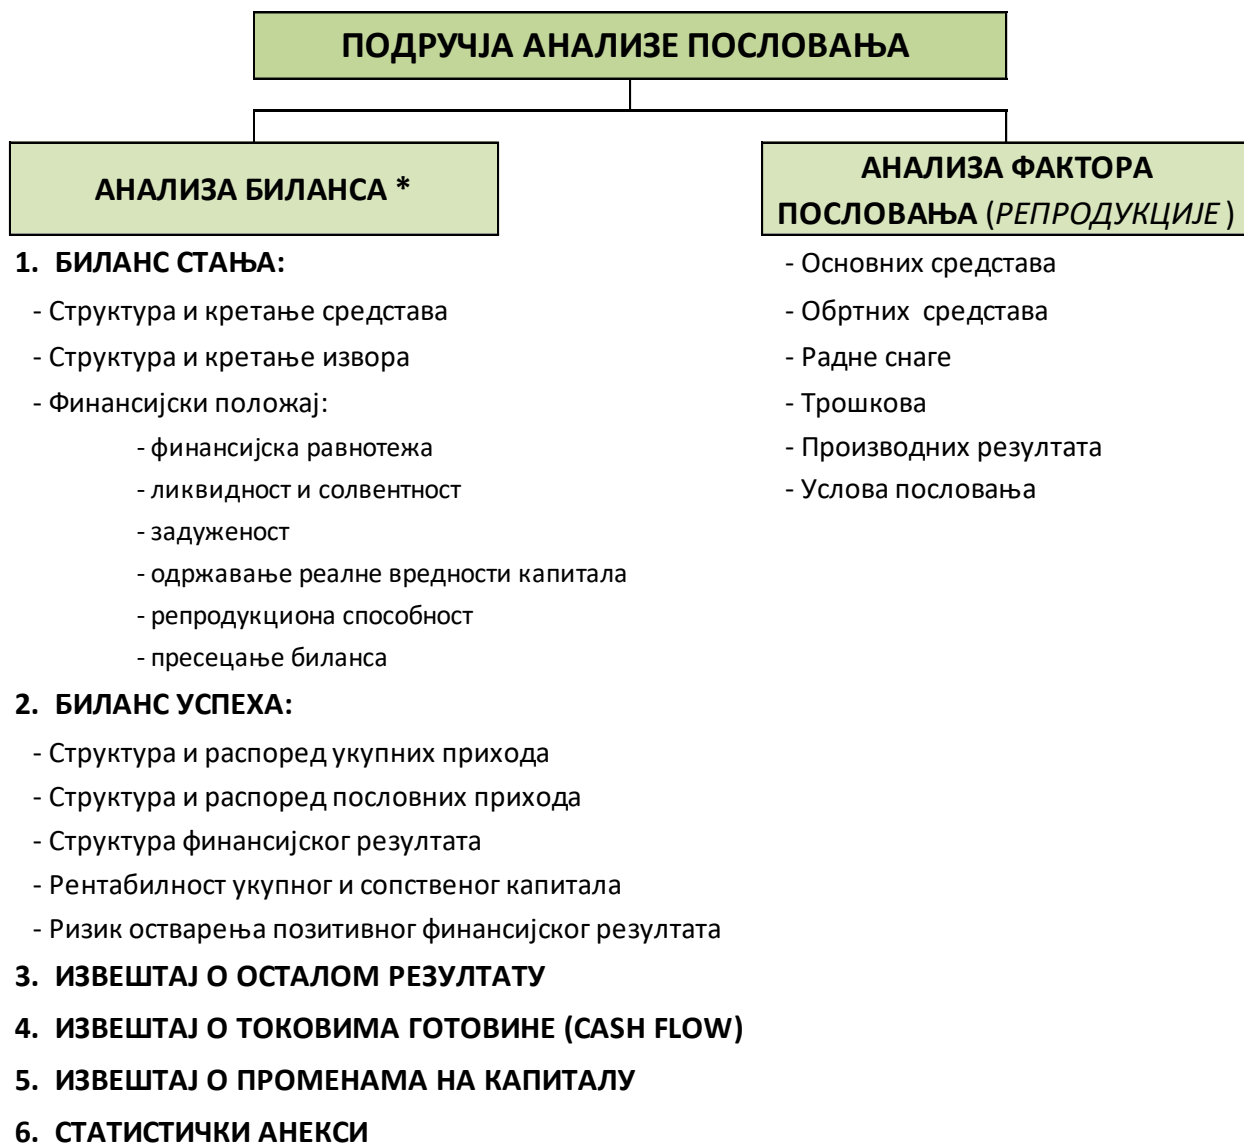 ПОДРУЧЈА АНАЛИЗЕ ПОСЛОВАЊА
АНАЛИЗА БИЛАНСА *
1. БИЛАНС СТАЊА:
- Структура и кретање средстава
- Структура и кретање извора
- Финансијски положај:
- финансијска равнотежа
- ликвидност и солвентност
- задуженост
- одржавање реалне вредности капитала
- репродукциона способност
- пресецање биланса
2. БИЛАНС УСПЕХА:
- Структура и распоред укупних прихода
- Структура и распоред пословних прихода
- Структура финансијског резултата
- Рентабилност укупног и сопственог капитала
- Ризик остварења позитивног финансијског резултата
3. ИЗВЕШТАЈ О ОСТАЛОМ РЕЗУЛТАТУ
4. ИЗВЕШТАЈ О ТОКОВИМА ГОТОВИНЕ (CASH FLOW)
5. ИЗВЕШТАЈ О ПРОМЕНАМА НА КАПИТАЛУ
6. СТАТИСТИЧКИ АНЕКСИ
АНАЛИЗА ФАКТОРА
ПОСЛОВАЊА (РЕПРОДУКЦИЈЕ )
- Основних средстава
- Обртних средстава
- Радне снаге
- Трошкова
- Производних резултата
- Услова пословања